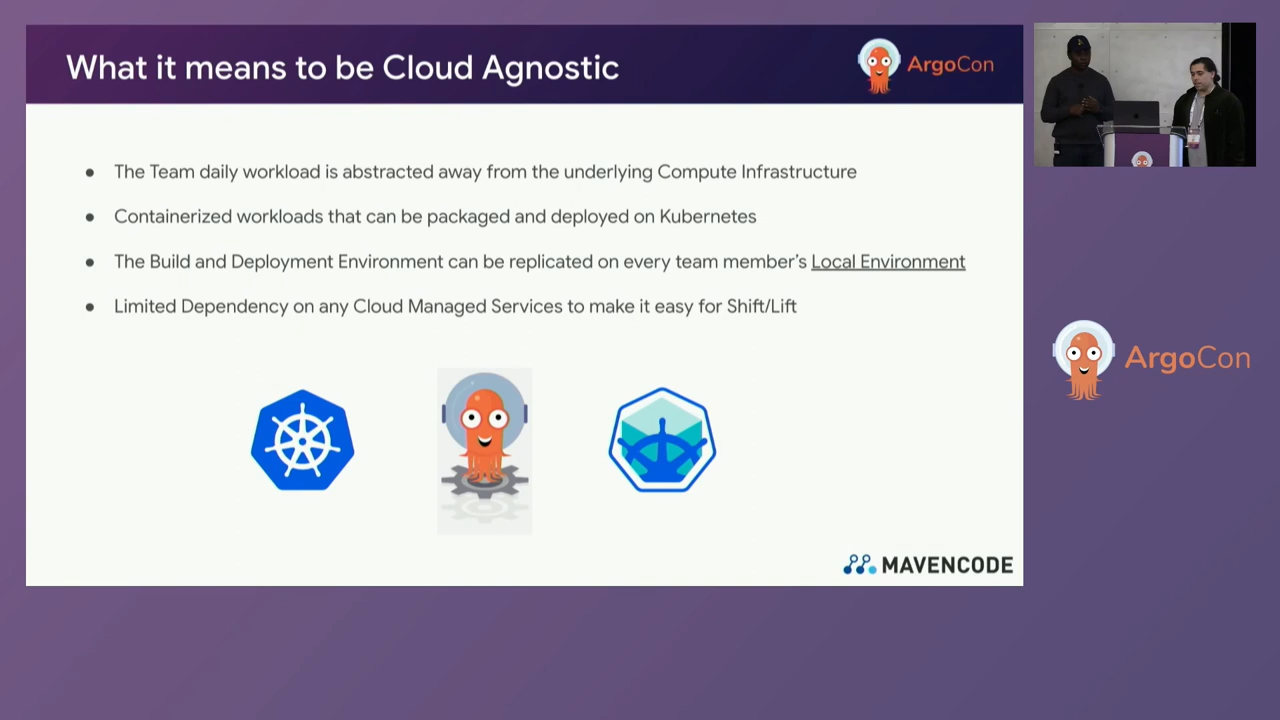 What it means to be Cloud Agnostic
ArgoCon
The Team daily workload is abstracted away from the underlying Compute Infrastructure
Containerized workloads that can be packaged and deployed on Kubernetes
The Build and Deployment Environment can be replicated on every team member's Local Environment
Limited Dependency on any Cloud Managed Services to make it easy for Shift/Lift
MAVENCODE
ArgoCon